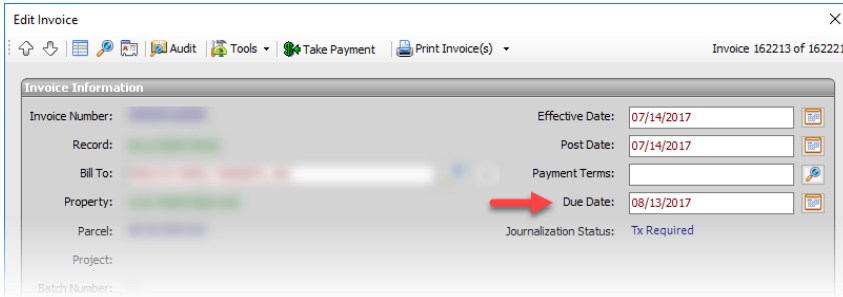 Edit Invoice
Audit Tools Take Payment Print Invoice(s) Invoice 162213 of 162221
Invoice Information
Invoice Number: Effective Date: 07/14/2017
Record: Post Date: 07/14/2017
Bill To: Payment Terms:
Property: Due Date: 08/13/2017
Parcel: Journalization Status: Tx Required
Project:
Batch Number: